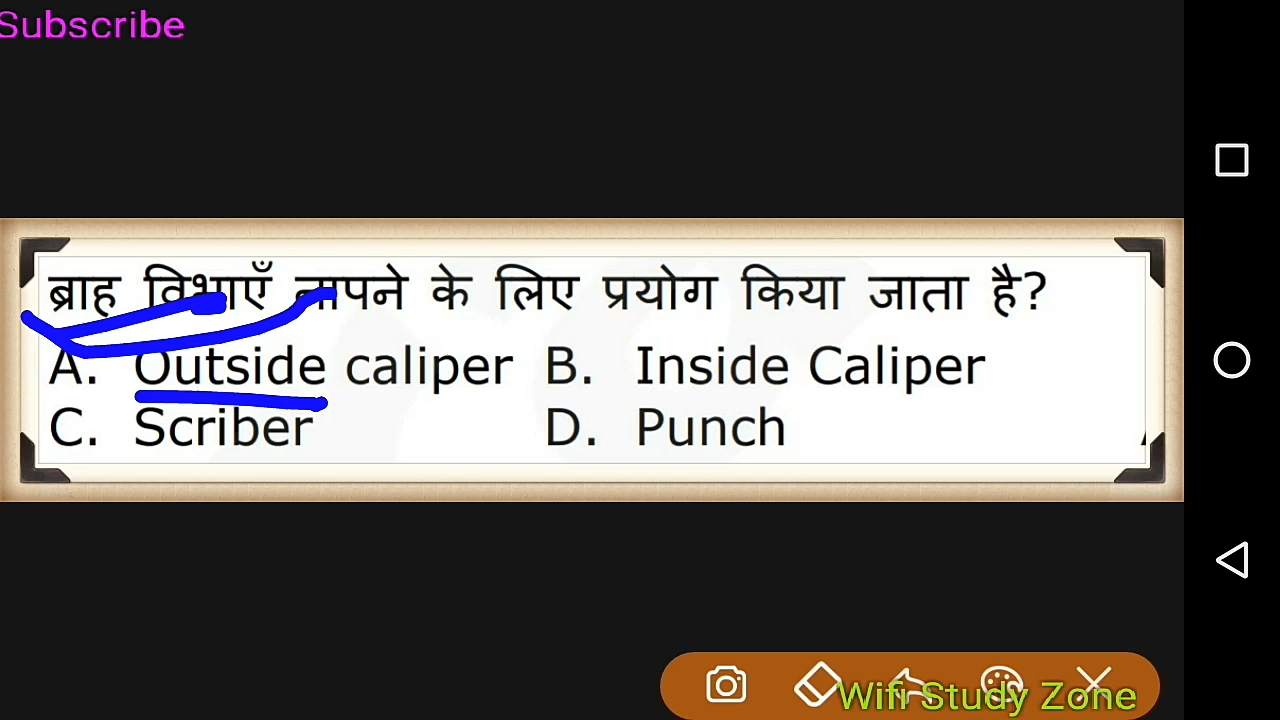 Subscribe
ब्राह विभाएँ नापने के लिए प्रयोग किया जाता है?
A. Outside caliper B. Inside Caliper
C. Scriber D. Punch
Wifi Study Zone